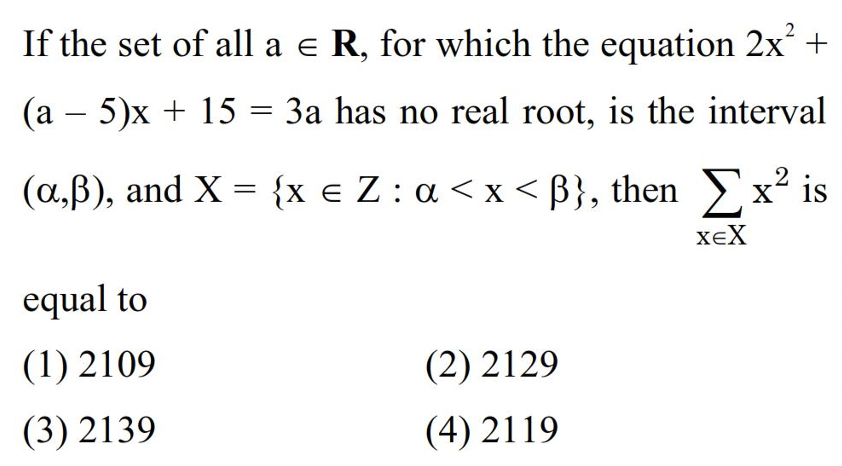 If the set of all a ∈ R, for which the equation 2x² +
(a – 5)x + 15 = 3a has no real root, is the interval
(α,β), and X = {x ∈ Z : α < x < β}, then ∑ x² is
x∈X
equal to
(1) 2109 (2) 2129
(3) 2139 (4) 2119